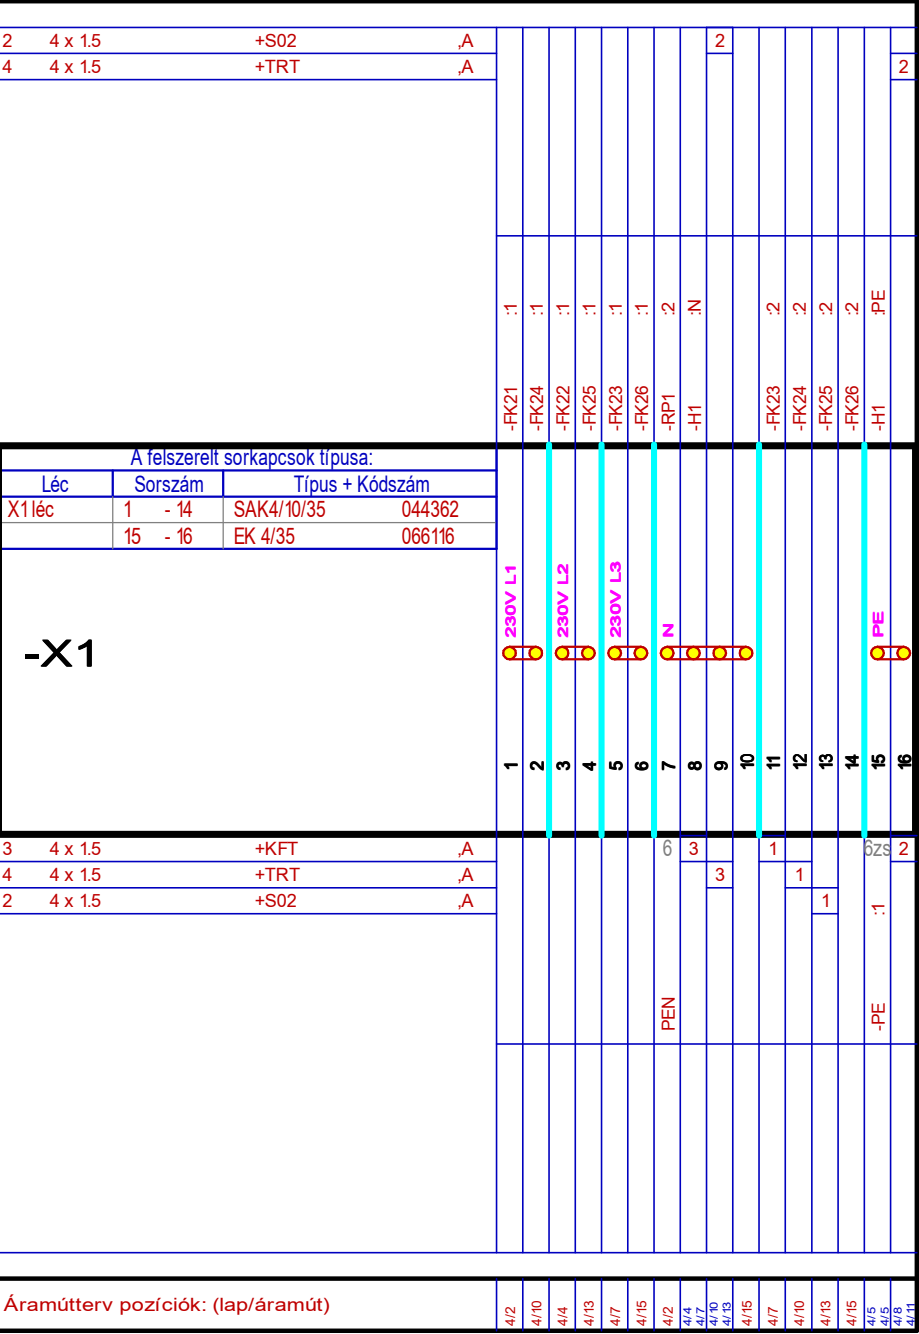 2 4 x 1.5 +S02 ,A 2
4 4 x 1.5 +TRT ,A 2
:1 :1 :1 :1 :1 :1 :2 :N :2 :2 :2 :2 :PE
-FK21 -FK24 -FK22 -FK25 -FK23 -FK26 -RP1 -H1 -FK23 -FK24 -FK25 -FK26 -H1
A felszerelt sorkapcsok típusa:
Léc Sorszám Típus + Kódszám
X1 léc 1 - 14 SAK4/10/35 044362
15 - 16 EK 4/35 066116
230V L1 230V L2 230V L3 N PE
-X1
1 2 3 4 5 6 7 8 9 10 11 12 13 14 15 16
3 4 x 1.5 +KFT ,A 6 3 1 6zs 2
4 4 x 1.5 +TRT ,A 3 1
2 4 x 1.5 +S02 ,A 1 :1
PEN -PE
Áramútterv pozíciók: (lap/áramút) 4/2 4/10 4/4 4/13 4/7 4/15 4/2 4/4 4/7 4/10 4/13 4/15 4/7 4/10 4/13 4/15 4/5 4/5 4/8 4/11